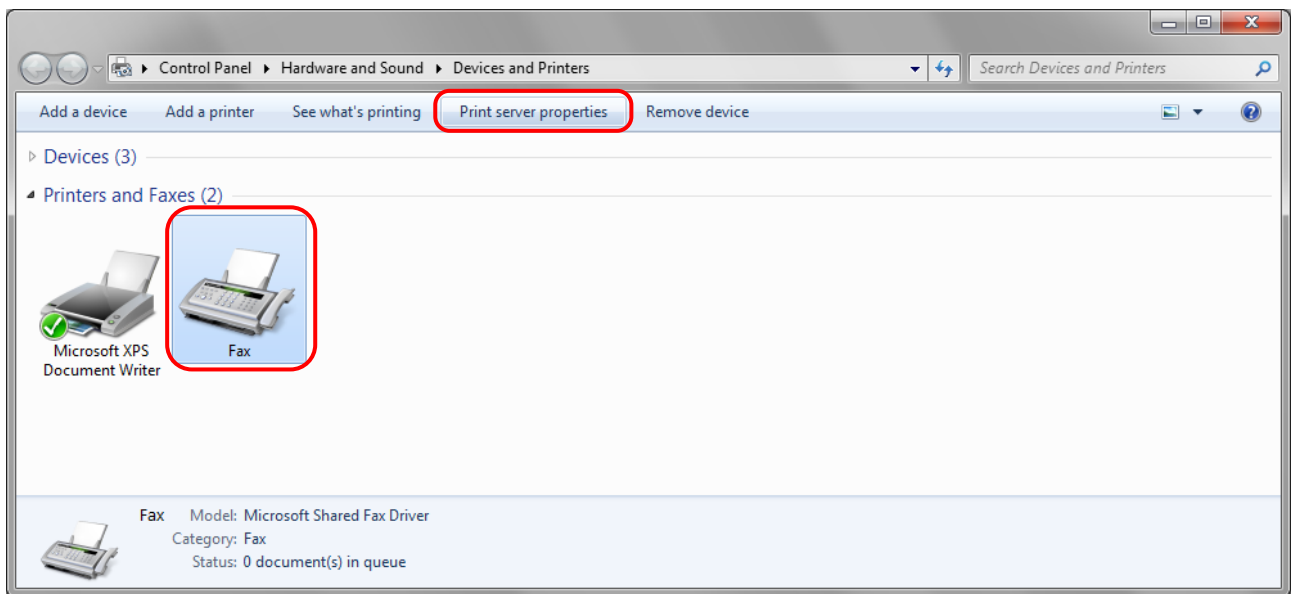 Control Panel Hardware and Sound Devices and Printers Search Devices and Printers
Add a device Add a printer See what's printing Print server properties Remove device
Devices (3)
Printers and Faxes (2)
Microsoft XPS
Document Writer
Fax
Fax Model: Microsoft Shared Fax Driver
Category: Fax
Status: 0 document(s) in queue